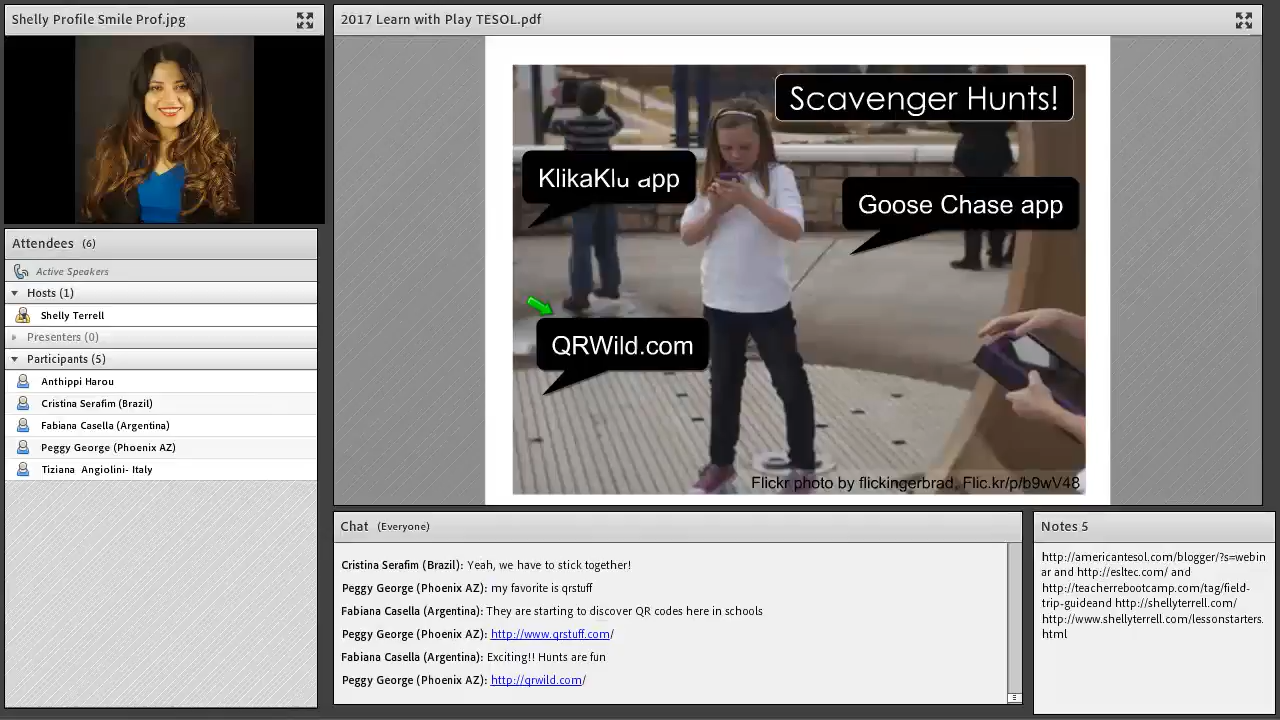 Shelly Profile Smile Prof.jpg
Attendees (6)
Active Speakers
Hosts (1)
Shelly Terrell
Presenters (0)
Participants (5)
Anthippi Harou
Cristina Serafim (Brazil)
Fabiana Casella (Argentina)
Peggy George (Phoenix AZ)
Tiziana Angiolini- Italy
2017 Learn with Play TESOL.pdf
Scavenger Hunts!
KlikaKlu app
Goose Chase app
QRWild.com
Flickr photo by flickingerbrad, Flic.kr/p/b9wV48
Chat (Everyone)
Cristina Serafim (Brazil): Yeah, we have to stick together!
Peggy George (Phoenix AZ): my favorite is qrstuff
Fabiana Casella (Argentina): They are starting to discover QR codes here in schools
Peggy George (Phoenix AZ): http://www.qrstuff.com/
Fabiana Casella (Argentina): Exciting!! Hunts are fun
Peggy George (Phoenix AZ): http://qrwild.com/
Notes 5
http://americantesol.com/blogger/?s=webin
ar and http://esltec.com/ and
http://teacherrebootcamp.com/tag/field-
trip-guideand http://shellyterrell.com/
http://www.shellyterrell.com/lessonstarters.
html